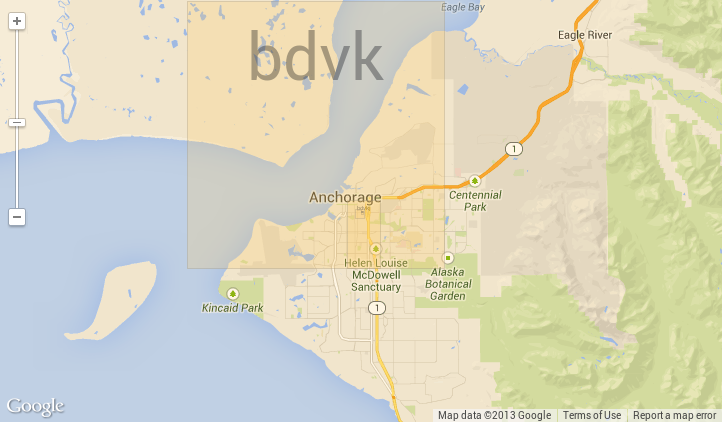 Eagle Bay
Eagle River
bdvk
1
Anchorage
Centennial
Park
Helen Louise
McDowell
Sanctuary
Alaska
Botanical
Garden
Kincaid Park
1
Google
Map data ©2013 Google
Terms of Use
Report a map error